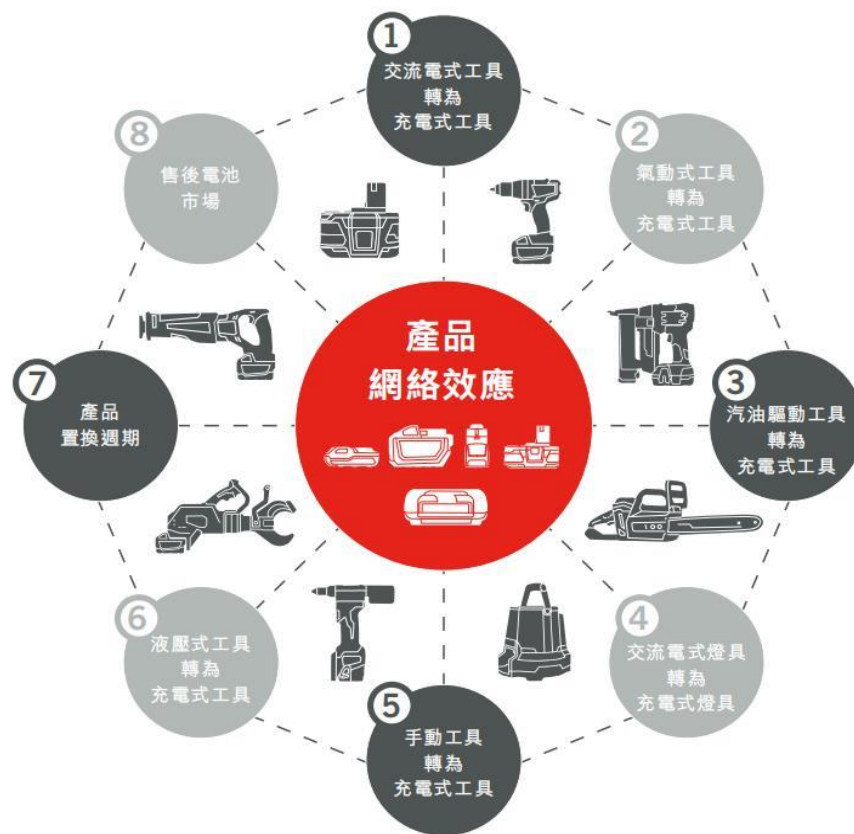 產品
網絡效應
1
交流電式工具
轉為
充電式工具
2
氣動式工具
轉為
充電式工具
3
汽油驅動工具
轉為
充電式工具
4
交流電式燈具
轉為
充電式燈具
5
手動工具
轉為
充電式工具
6
液壓式工具
轉為
充電式工具
7
產品
置換週期
8
售後電池
市場